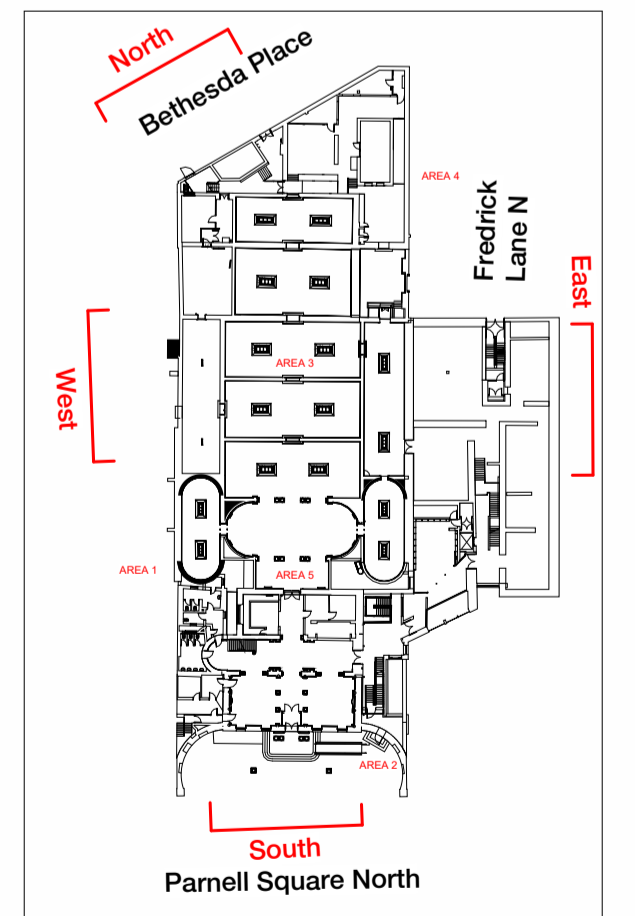 North
Bethesda Place
AREA 4
Fredrick
Lane N
East
West
AREA 3
AREA 1
AREA 5
AREA 2
South
Parnell Square North